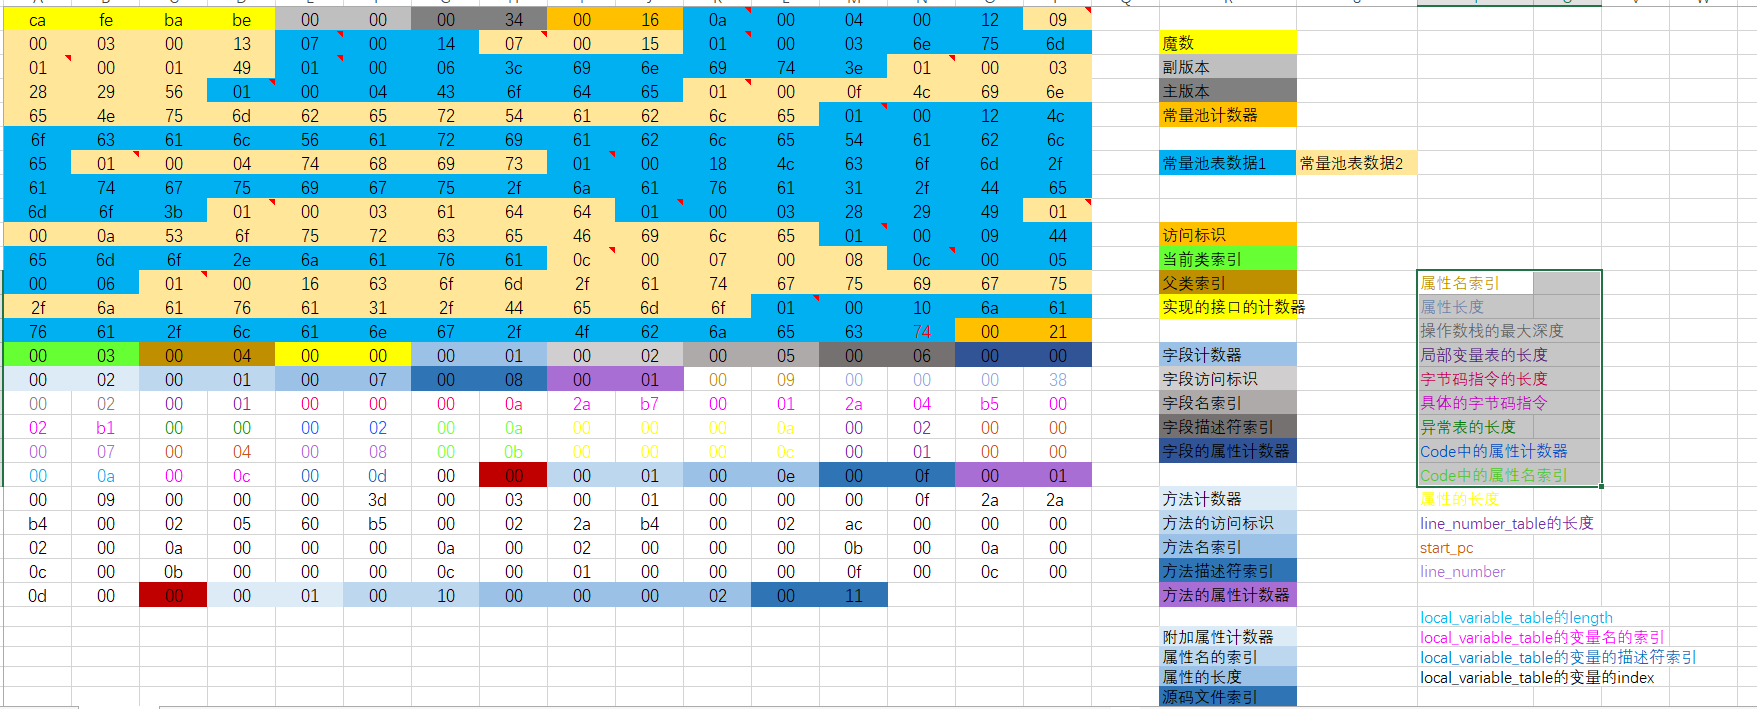 ca fe ba be 00 00 00 34 00 16 0a 00 04 00 12 09
00 03 00 13 07 00 14 07 00 15 01 00 03 6e 75 6d 魔数
01 00 01 49 01 00 06 3c 69 6e 69 74 3e 01 00 03 副版本
28 29 56 01 00 04 43 6f 64 65 01 00 0f 4c 69 6e 主版本
65 4e 75 6d 62 65 72 54 61 62 6c 65 01 00 12 4c 常量池计数器
6f 63 61 6c 56 61 72 69 61 62 6c 65 54 61 62 6c
65 01 00 04 74 68 69 73 01 00 18 4c 63 6f 6d 2f 常量池表数据1 常量池表数据2
61 74 67 75 69 67 75 2f 6a 61 76 61 31 2f 44 65
6d 6f 3b 01 00 03 61 64 64 01 00 03 28 29 49 01
00 0a 53 6f 75 72 63 65 46 69 6c 65 01 00 09 44 访问标识
65 6d 6f 2e 6a 61 76 61 0c 00 07 00 08 0c 00 05 当前类索引
00 06 01 00 16 63 6f 6d 2f 61 74 67 75 69 67 75 父类索引 属性名索引
2f 6a 61 76 61 31 2f 44 65 6d 6f 01 00 10 6a 61 实现的接口的计数器 属性长度
76 61 2f 6c 61 6e 67 2f 4f 62 6a 65 63 74 00 21 操作数栈的最大深度
00 03 00 04 00 00 00 01 00 02 00 05 00 06 00 00 字段计数器 局部变量表的长度
00 02 00 01 00 07 00 08 00 01 00 09 00 00 00 38 字段访问标识 字节码指令的长度
00 02 00 01 00 00 00 0a 2a b7 00 01 2a 04 b5 00 字段名索引 具体的字节码指令
02 b1 00 00 00 02 00 0a 00 00 00 0a 00 02 00 00 字段描述符索引 异常表的长度
00 07 00 04 00 08 00 0b 00 00 00 0c 00 01 00 00 字段的属性计数器 Code中的属性计数器
00 0a 00 0c 00 0d 00 00 00 01 00 0e 00 0f 00 01 Code中的属性名索引
00 09 00 00 00 3d 00 03 00 01 00 00 00 0f 2a 2a 方法计数器 属性的长度
b4 00 02 05 60 b5 00 02 2a b4 00 02 ac 00 00 00 方法的访问标识 line_number_table的长度
02 00 0a 00 00 00 0a 00 02 00 00 00 0b 00 0a 00 方法名索引 start_pc
0c 00 0b 00 00 00 0c 00 01 00 00 00 0f 00 0c 00 方法描述符索引 line_number
0d 00 00 00 01 00 10 00 00 00 02 00 11 方法的属性计数器
local_variable_table的length
附加属性计数器 local_variable_table的变量名的索引
属性名的索引 local_variable_table的变量的描述符索引
属性的长度 local_variable_table的变量的index
源码文件索引